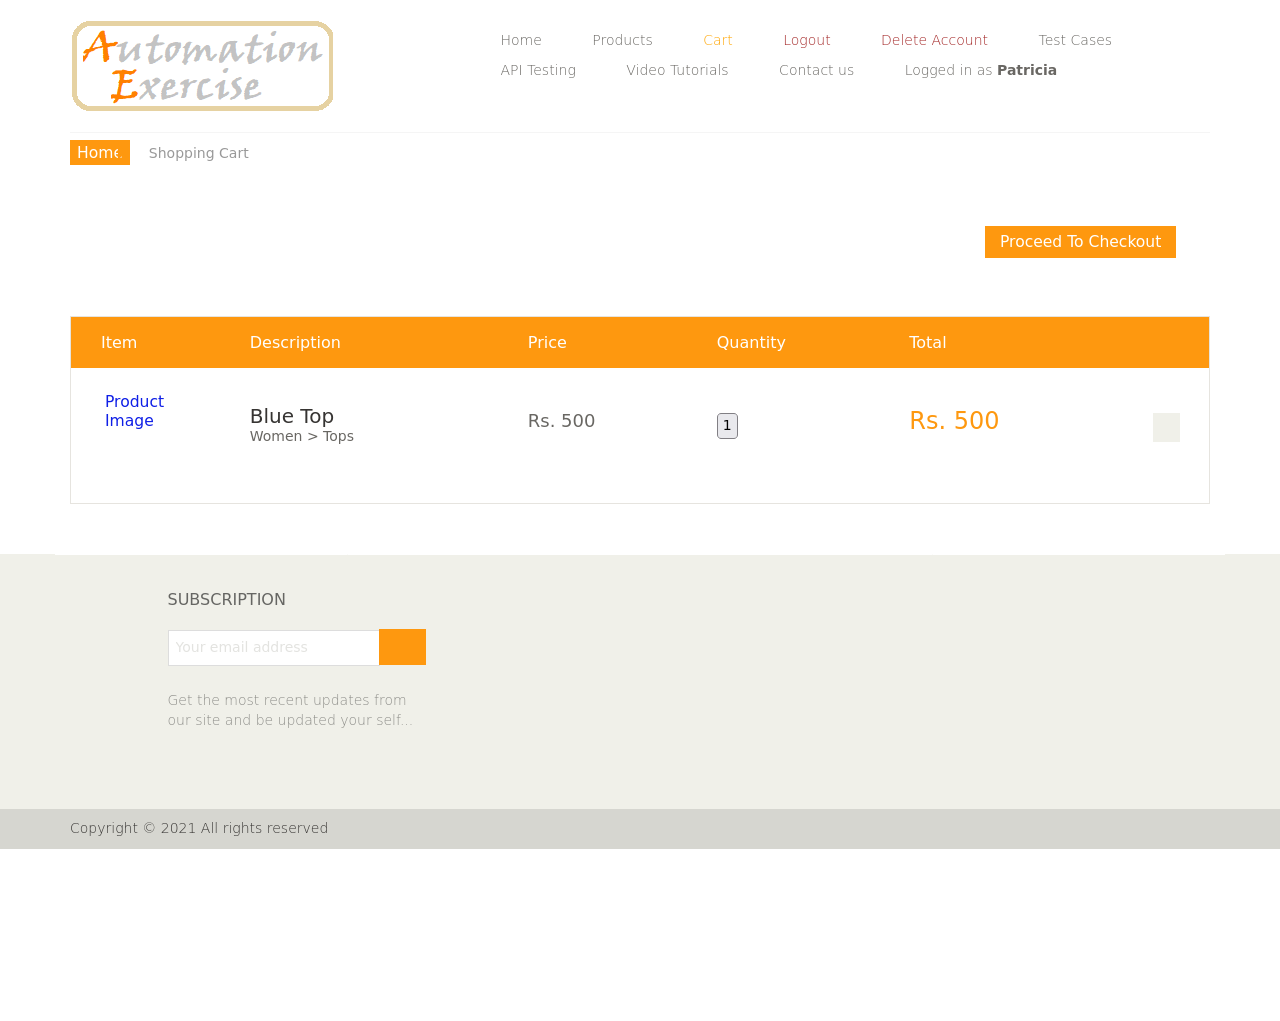 Automation
Exercise
Home Products Cart Logout Delete Account Test Cases
API Testing Video Tutorials Contact us Logged in as Patricia
Home Shopping Cart
Proceed To Checkout
Item Description Price Quantity Total
Product
Image
Blue Top
Women > Tops
Rs. 500
1
Rs. 500
SUBSCRIPTION
Your email address
Get the most recent updates from
our site and be updated your self...
Copyright © 2021 All rights reserved